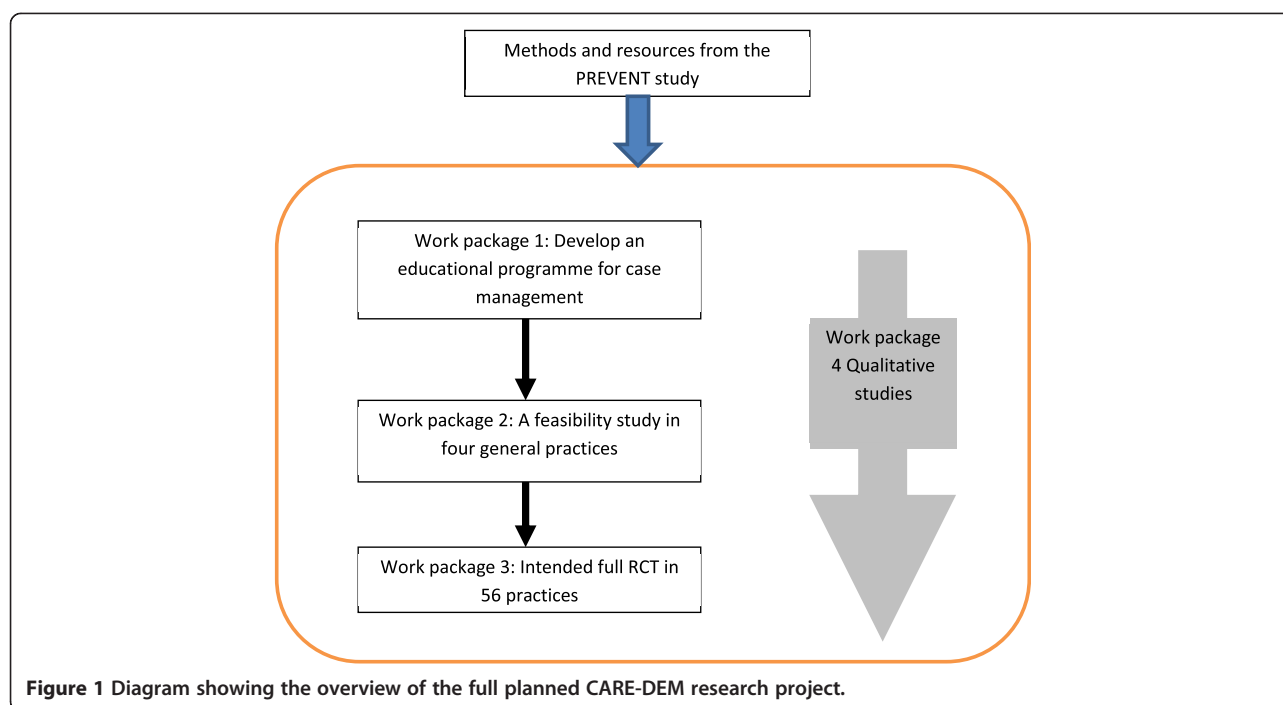 Methods and resources from the
PREVENT study
Work package 1: Develop an
educational programme for case
management
Work package 2: A feasibility study in
four general practices
Work package 3: Intended full RCT in
56 practices
Work package
4 Qualitative
studies
Figure 1 Diagram showing the overview of the full planned CARE-DEM research project.